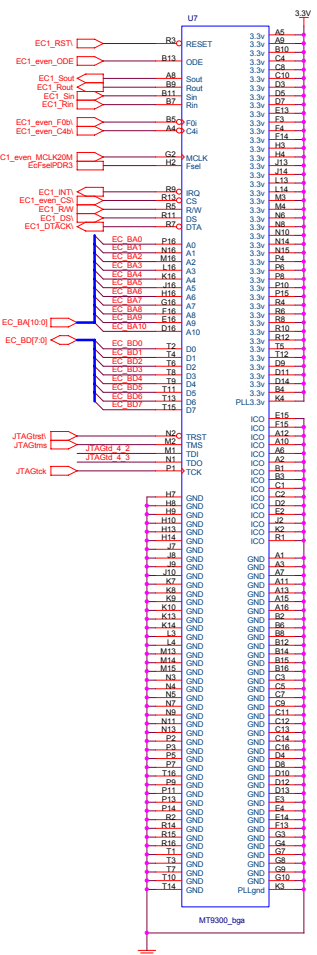 3.3V
U7
EC1_RST\ R3 RESET
EC1_even_ODE B13 ODE
EC1_Sout A8 Sout
EC1_Rout B9 Rout
EC1_Sin B11 Sin
EC1_Rin B7 Rin
EC1_even_F0b\ B5 F0i
EC1_even_C4b\ A4 C4i
EC1_even_MCLK20M G2 MCLK
EcFselPDR3 H2 Fsel
EC1_INT\ R9 IRQ
EC1_even_CS\ R13 CS
EC1_R/W R5 R/W
EC1_DS\ R11 DS
EC1_DTACK\ R7 DTA
EC_BA0 P16 A0
EC_BA1 N16 A1
EC_BA2 M16 A2
EC_BA3 L16 A3
EC_BA4 K16 A4
EC_BA5 J16 A5
EC_BA6 H16 A6
EC_BA7 G16 A7
EC_BA8 F16 A8
EC_BA9 E16 A9
EC_BA10 D16 A10
EC_BA[10:0]
EC_BD[7:0]
EC_BD0 T2 D0
EC_BD1 T4 D1
EC_BD2 T6 D2
EC_BD3 T8 D3
EC_BD4 T9 D4
EC_BD5 T11 D5
EC_BD6 T13 D6
EC_BD7 T15 D7
JTAGtrst\ N2 TRST
JTAGtms M2 TMS
JTAGtd_4_2 M1 TDI
JTAGtd_4_3 N1 TDO
JTAGtck P1 TCK
H7 GND
H8 GND
H9 GND
H10 GND
H13 GND
H14 GND
J7 GND
J8 GND
J9 GND
J10 GND
K7 GND
K8 GND
K9 GND
K10 GND
K13 GND
K14 GND
L3 GND
L4 GND
M13 GND
M14 GND
M15 GND
N3 GND
N4 GND
N5 GND
N7 GND
N9 GND
N11 GND
N13 GND
P2 GND
P3 GND
P5 GND
P7 GND
T16 GND
P9 GND
P11 GND
P13 GND
P14 GND
R2 GND
R14 GND
R15 GND
R16 GND
T1 GND
T3 GND
T7 GND
T10 GND
T14 GND
3.3v A5
3.3v A9
3.3v B10
3.3v C4
3.3v C8
3.3v C10
3.3v D3
3.3v D5
3.3v D7
3.3v E13
3.3v F3
3.3v F4
3.3v F14
3.3v H3
3.3v H4
3.3v J13
3.3v J14
3.3v L13
3.3v L14
3.3v M3
3.3v M4
3.3v N6
3.3v N8
3.3v N10
3.3v N14
3.3v N15
3.3v P4
3.3v P6
3.3v P8
3.3v P10
3.3v P15
3.3v R4
3.3v R6
3.3v R8
3.3v R10
3.3v R12
3.3v T5
3.3v T12
3.3v D9
3.3v D11
3.3v D14
3.3v B4
PLL3.3v K4
ICO E15
ICO F15
ICO A12
ICO A10
ICO A6
ICO A2
ICO B1
ICO B3
ICO C1
ICO C2
ICO D2
ICO E2
ICO J2
ICO K2
ICO R1
GND A1
GND A3
GND A7
GND A11
GND A13
GND A15
GND A16
GND B2
GND B6
GND B8
GND B12
GND B14
GND B15
GND B16
GND C3
GND C5
GND C7
GND C9
GND C11
GND C12
GND C13
GND C14
GND C16
GND D4
GND D8
GND D10
GND D12
GND D13
GND E3
GND E4
GND E14
GND F13
GND G3
GND G4
GND G7
GND G8
GND G9
GND G10
PLLgnd K3
MT9300_bga